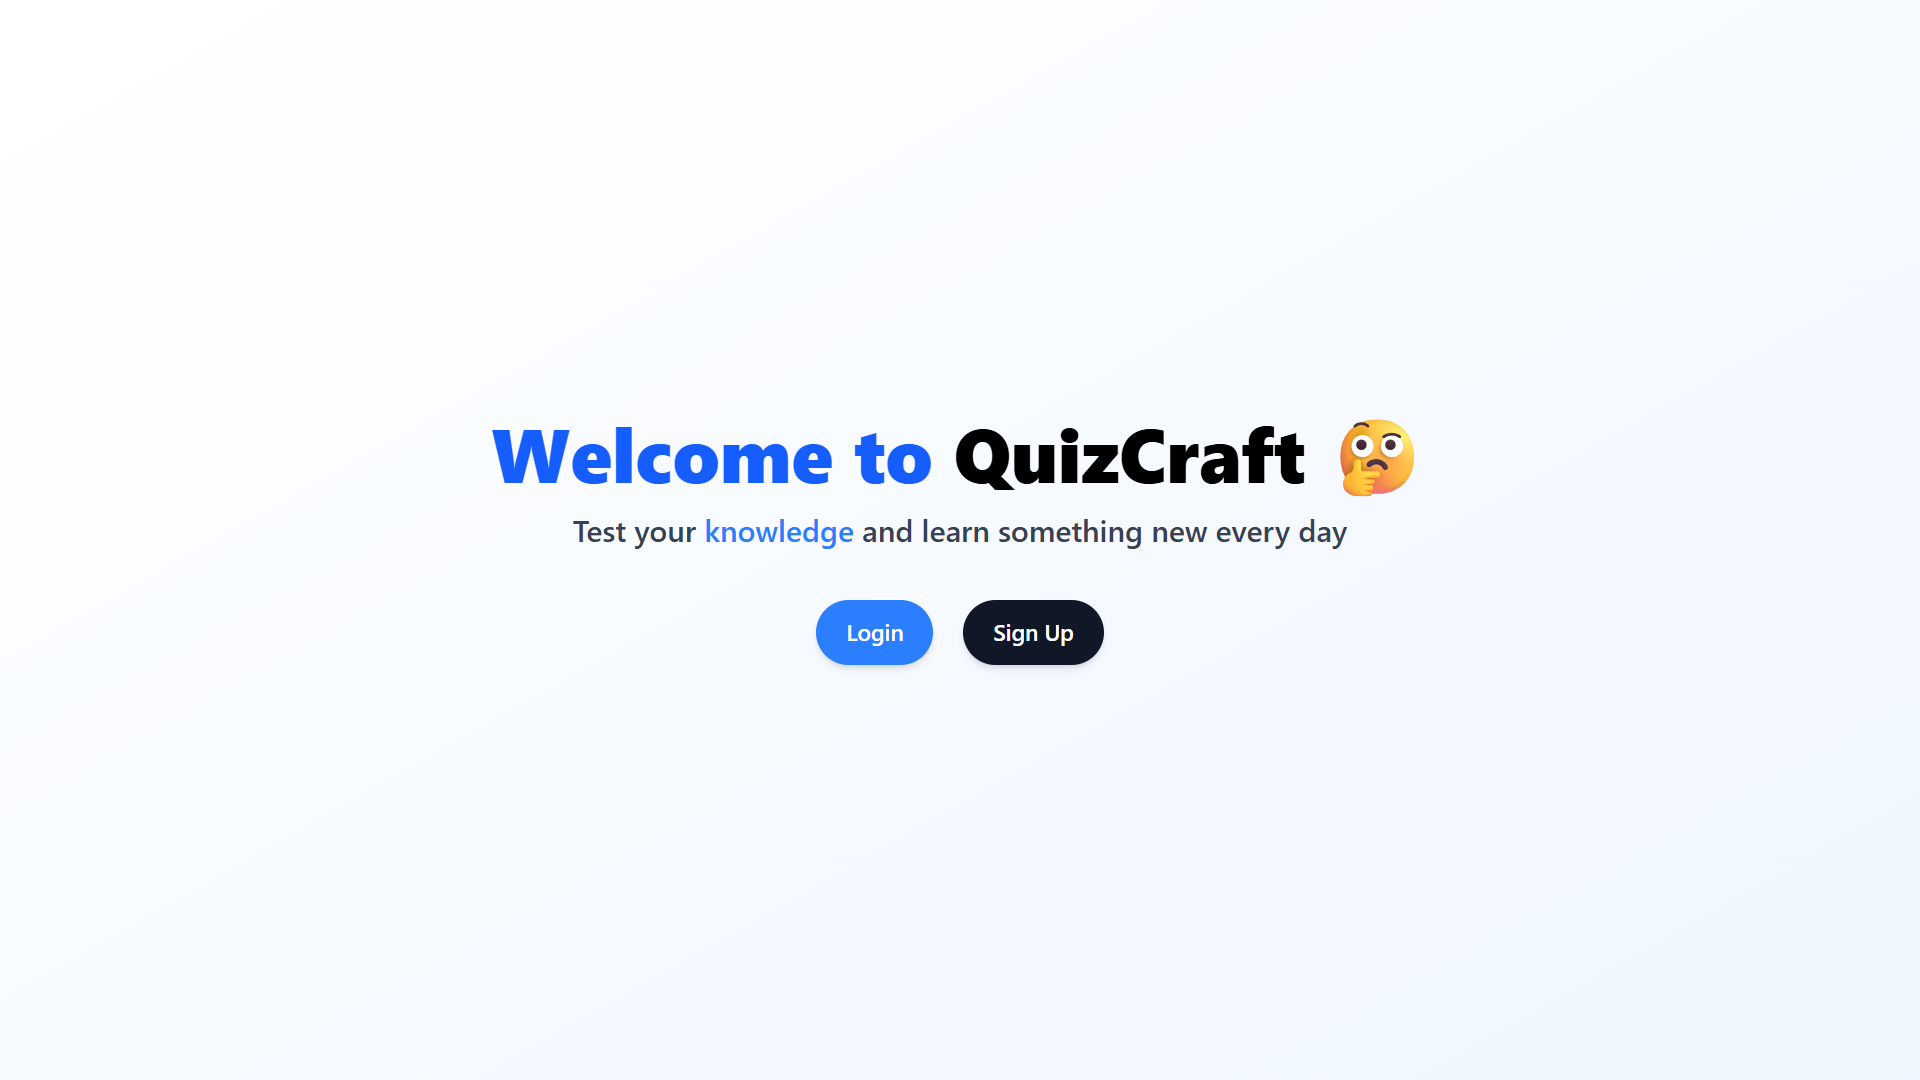 Welcome to QuizCraft 🤔
Test your knowledge and learn something new every day
Login
Sign Up